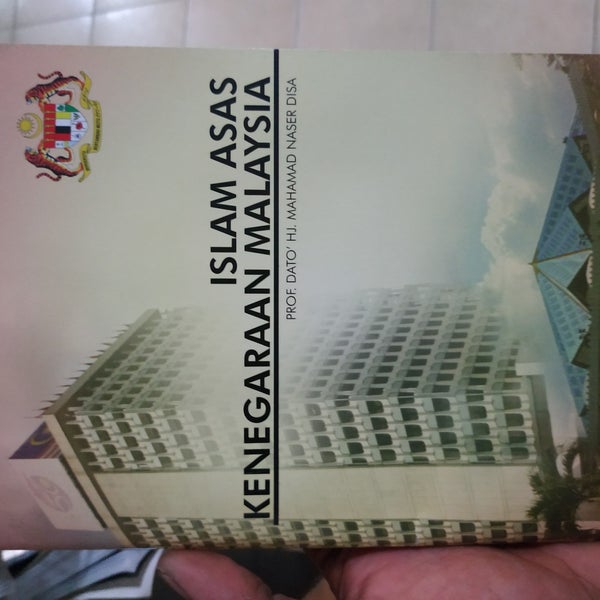 ISLAM ASAS
KENEGARAAN MALAYSIA
PROF. DATO' HJ. MAHAMAD NASER DISA